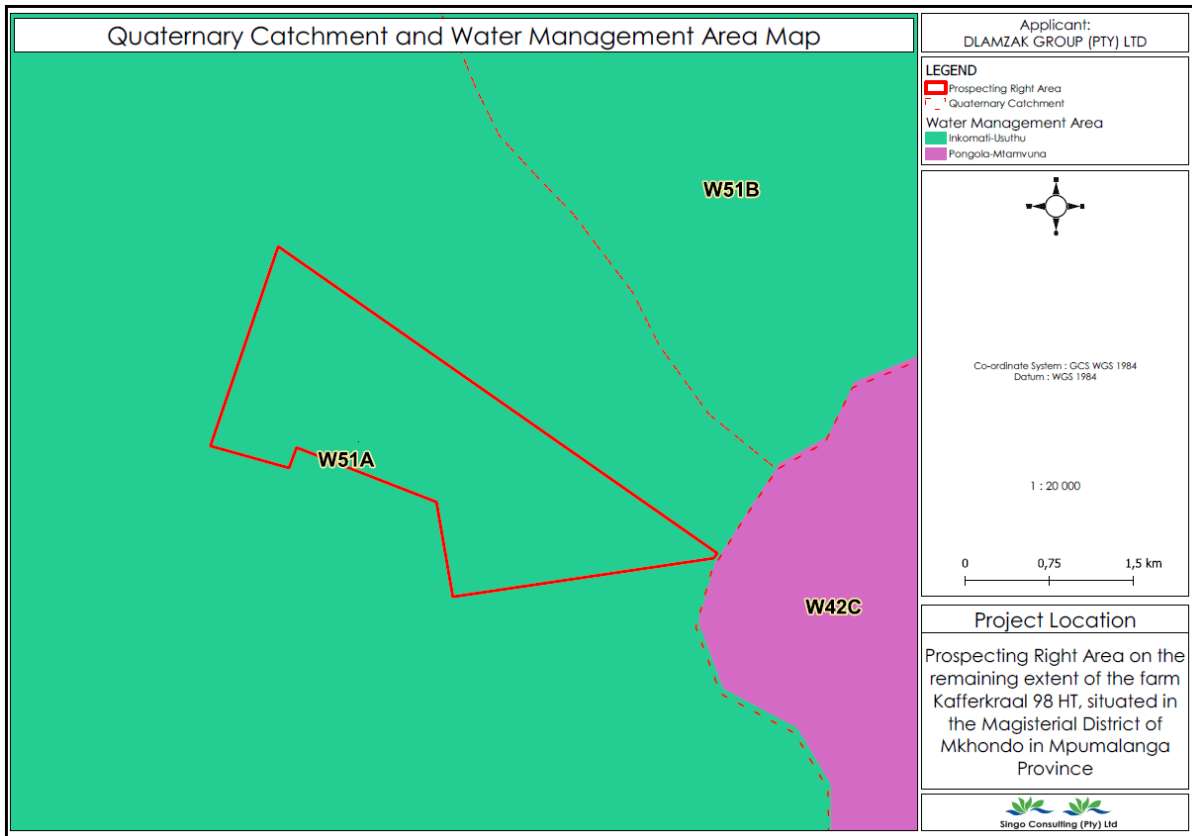 Quaternary Catchment and Water Management Area Map
W51B
W51A
W42C
Applicant:
DLAMZAK GROUP (PTY) LTD
LEGEND
Prospecting Right Area
Quaternary Catchment
Water Management Area
Inkomati-Usuthu
Pongola-Mtamvuna
Co-ordinate System : GCS WGS 1984
Datum : WGS 1984
1 : 20 000
0 0,75 1,5 km
Project Location
Prospecting Right Area on the
remaining extent of the farm
Kafferkraal 98 HT, situated in
the Magisterial District of
Mkhondo in Mpumalanga
Province
Singo Consulting (Pty) Ltd